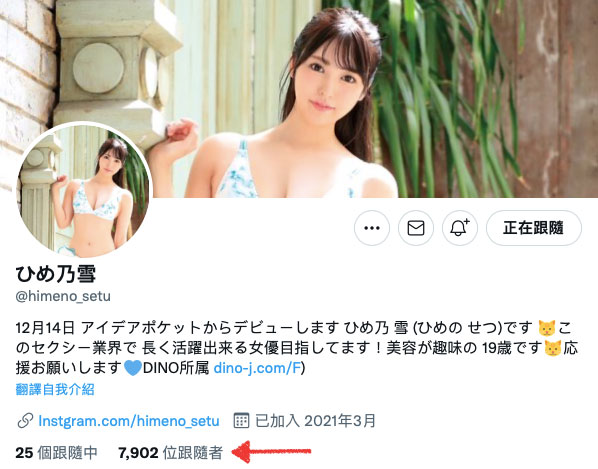 正在跟隨
ひめ乃雪
@himeno_setu
12月14日 アイデアポケットからデビューします ひめ乃 雪 (ひめの せつ)です 🐱こ
のセクシー業界で 長く活躍出来る女優目指してます！美容が趣味の 19歳です🐱応
援お願いします💙DINO所属 dino-j.com/F)
翻譯自我介紹
Instgram.com/himeno_setu 已加入 2021年3月
25 個跟隨中 7,902 位跟隨者